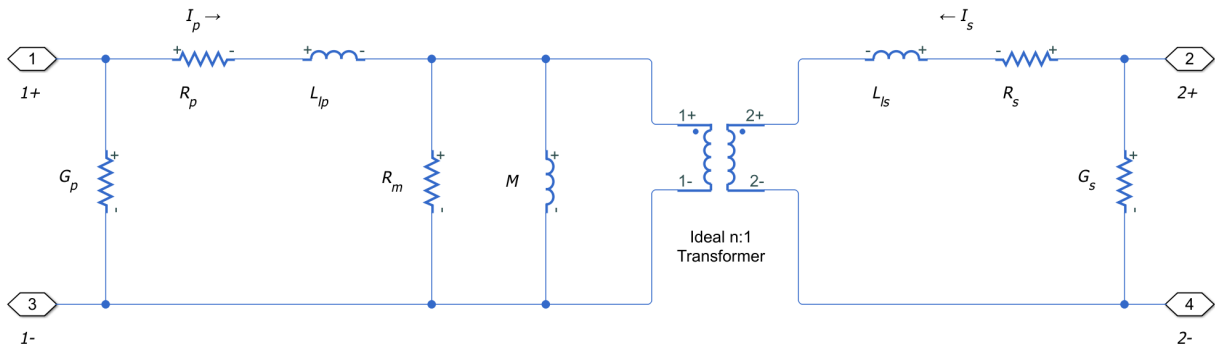 I_p →
← I_s
1
1+
+ -
R_p
+ -
L_lp
- +
L_ls
- +
R_s
2
2+
1+
2+
G_p
+
-
R_m
+
-
M
+
-
1-
2-
G_s
+
-
Ideal n:1
Transformer
3
1-
4
2-